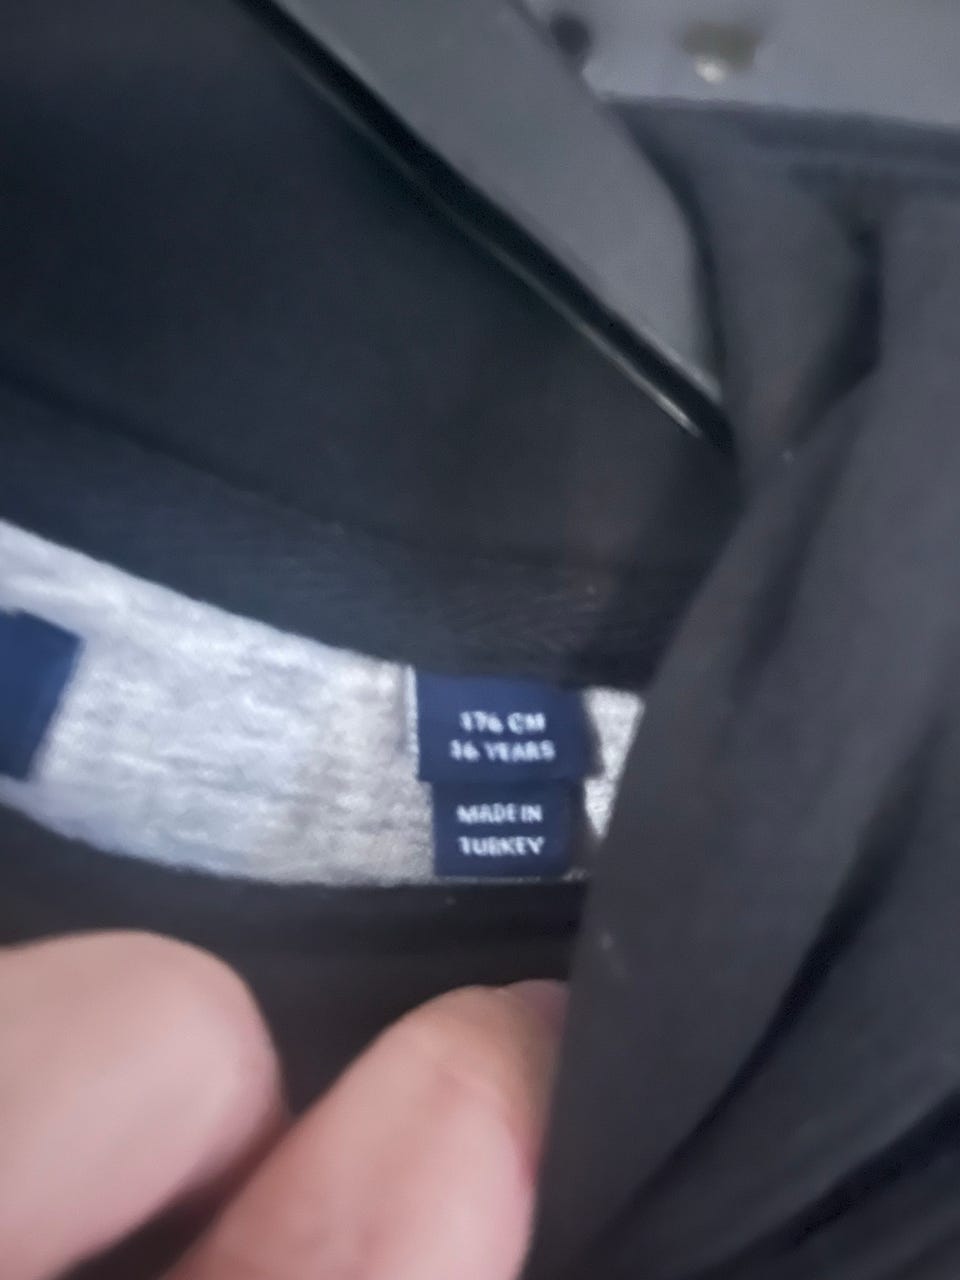 176 CM
16 YEARS
MADE IN
TURKEY